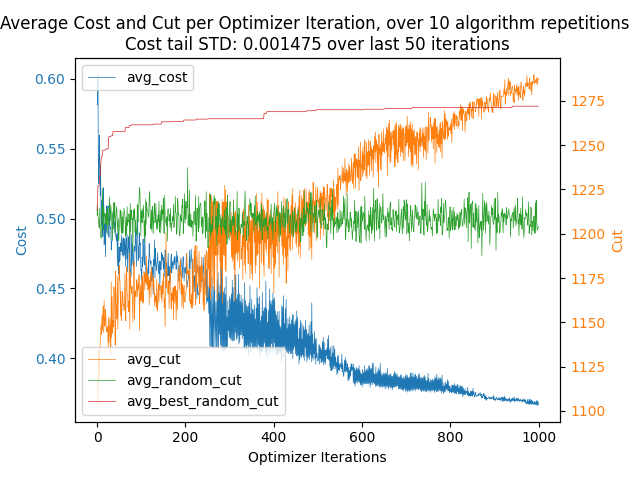 Average Cost and Cut per Optimizer Iteration, over 10 algorithm repetitions
Cost tail STD: 0.001475 over last 50 iterations
avg_cost
0.60
0.55
0.50
0.45
0.40
Cost
1275
1250
1225
1200
1175
1150
1125
1100
Cut
avg_cut
avg_random_cut
avg_best_random_cut
0 200 400 600 800 1000
Optimizer Iterations